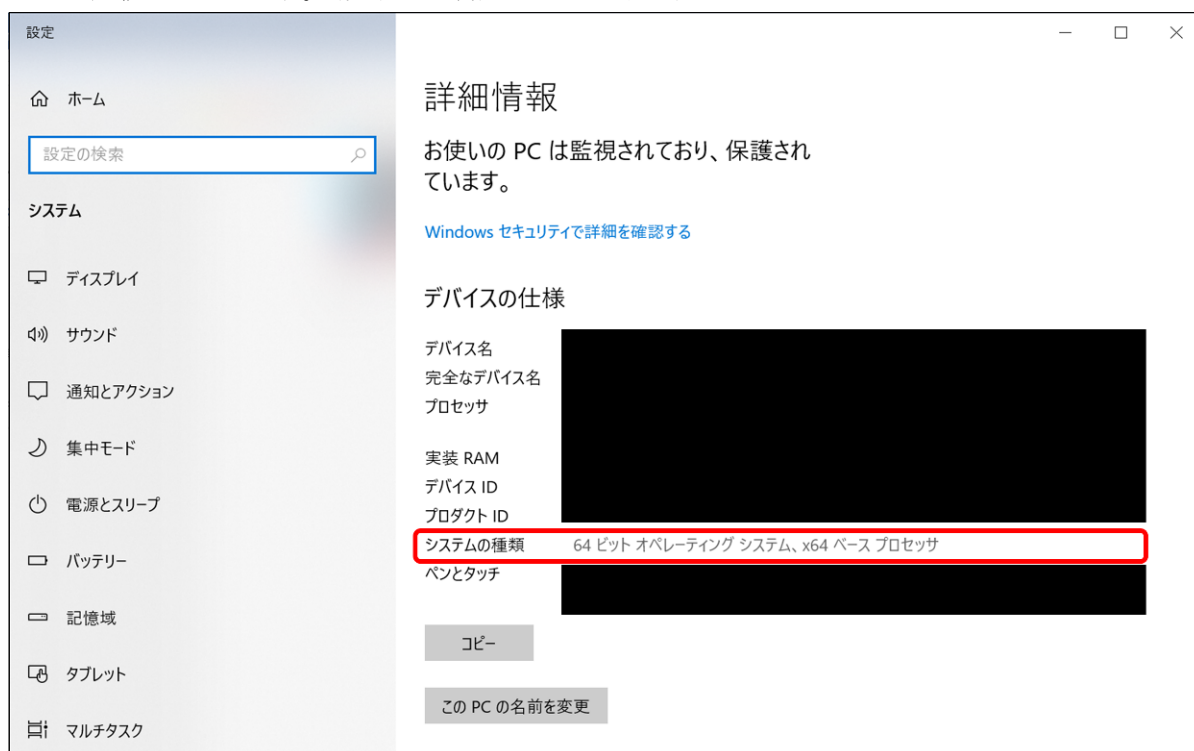 設定
ホーム
設定の検索
システム
ディスプレイ
サウンド
通知とアクション
集中モード
電源とスリープ
バッテリー
記憶域
タブレット
マルチタスク
詳細情報
お使いの PC は監視されており、保護され
ています。
Windows セキュリティで詳細を確認する
デバイスの仕様
デバイス名
完全なデバイス名
プロセッサ
実装 RAM
デバイス ID
プロダクト ID
システムの種類 64 ビット オペレーティング システム、x64 ベース プロセッサ
ペンとタッチ
コピー
この PC の名前を変更